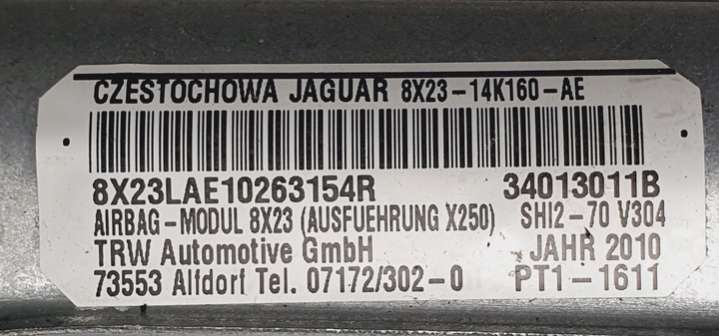 CZESTOCHOWA JAGUAR 8X23-14K160-AE
8X23LAE10263154R 34013011B
AIRBAG-MODUL 8X23 (AUSFUEHRUNG X250) SHI2-70 V304
TRW Automotive GmbH JAHR 2010
73553 Alfdorf Tel. 07172/302-0 PT1-1611